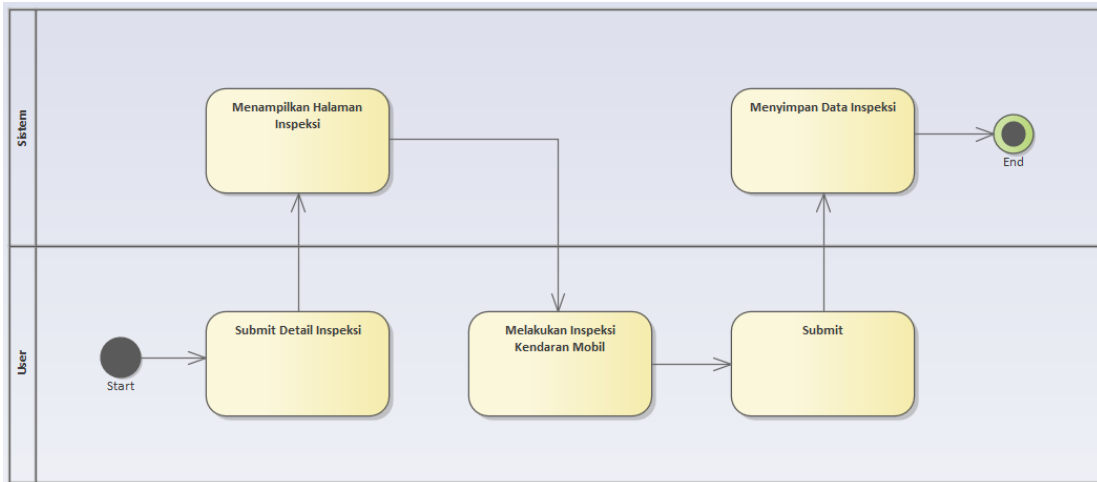 Sistem
Menampilkan Halaman
Inspeksi
Menyimpan Data Inspeksi
End
User
Start
Submit Detail Inspeksi
Melakukan Inspeksi
Kendaran Mobil
Submit